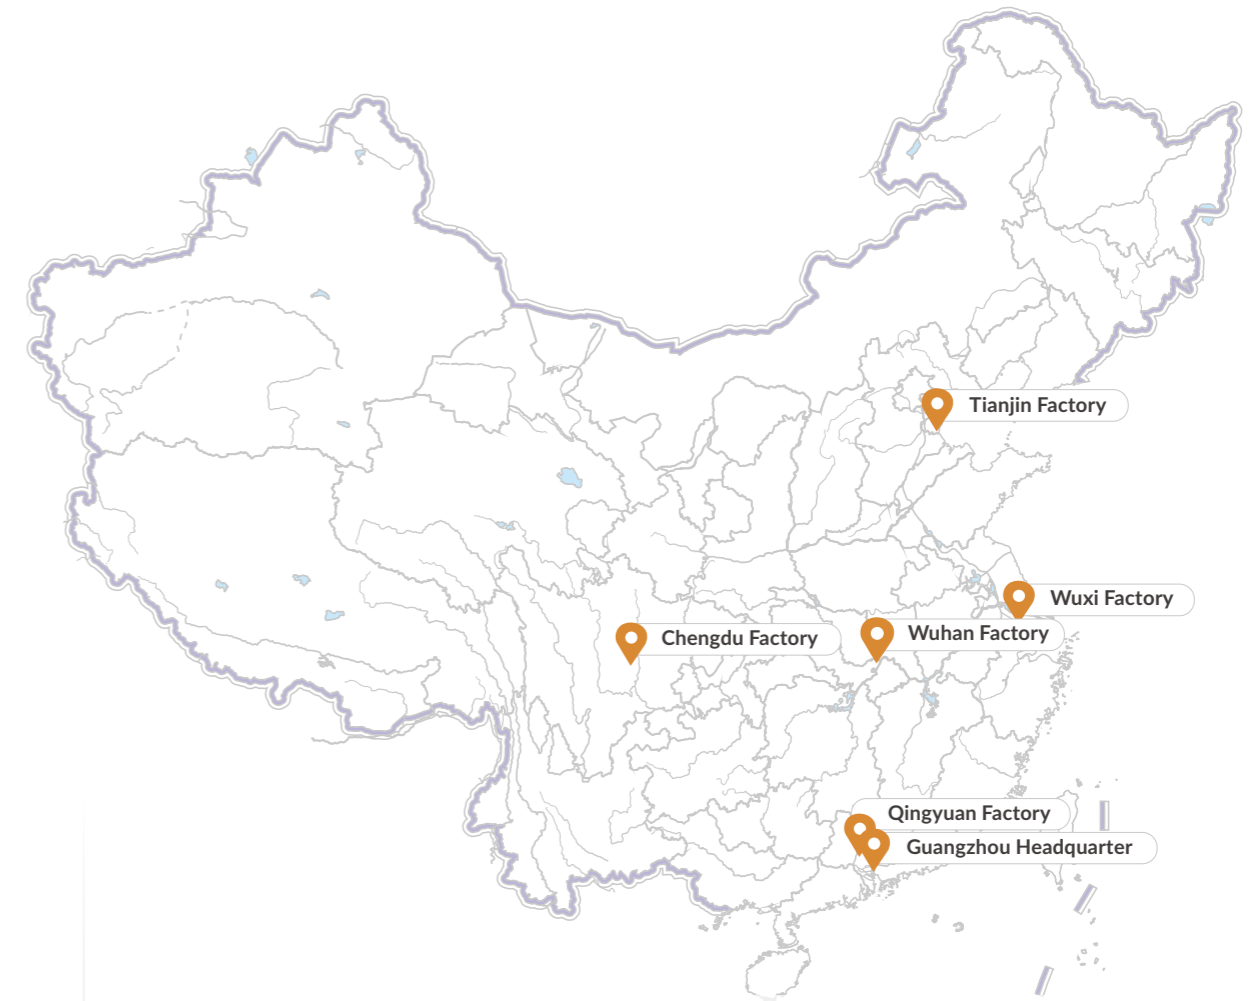 Tianjin Factory
Wuxi Factory
Wuhan Factory
Chengdu Factory
Qingyuan Factory
Guangzhou Headquarter